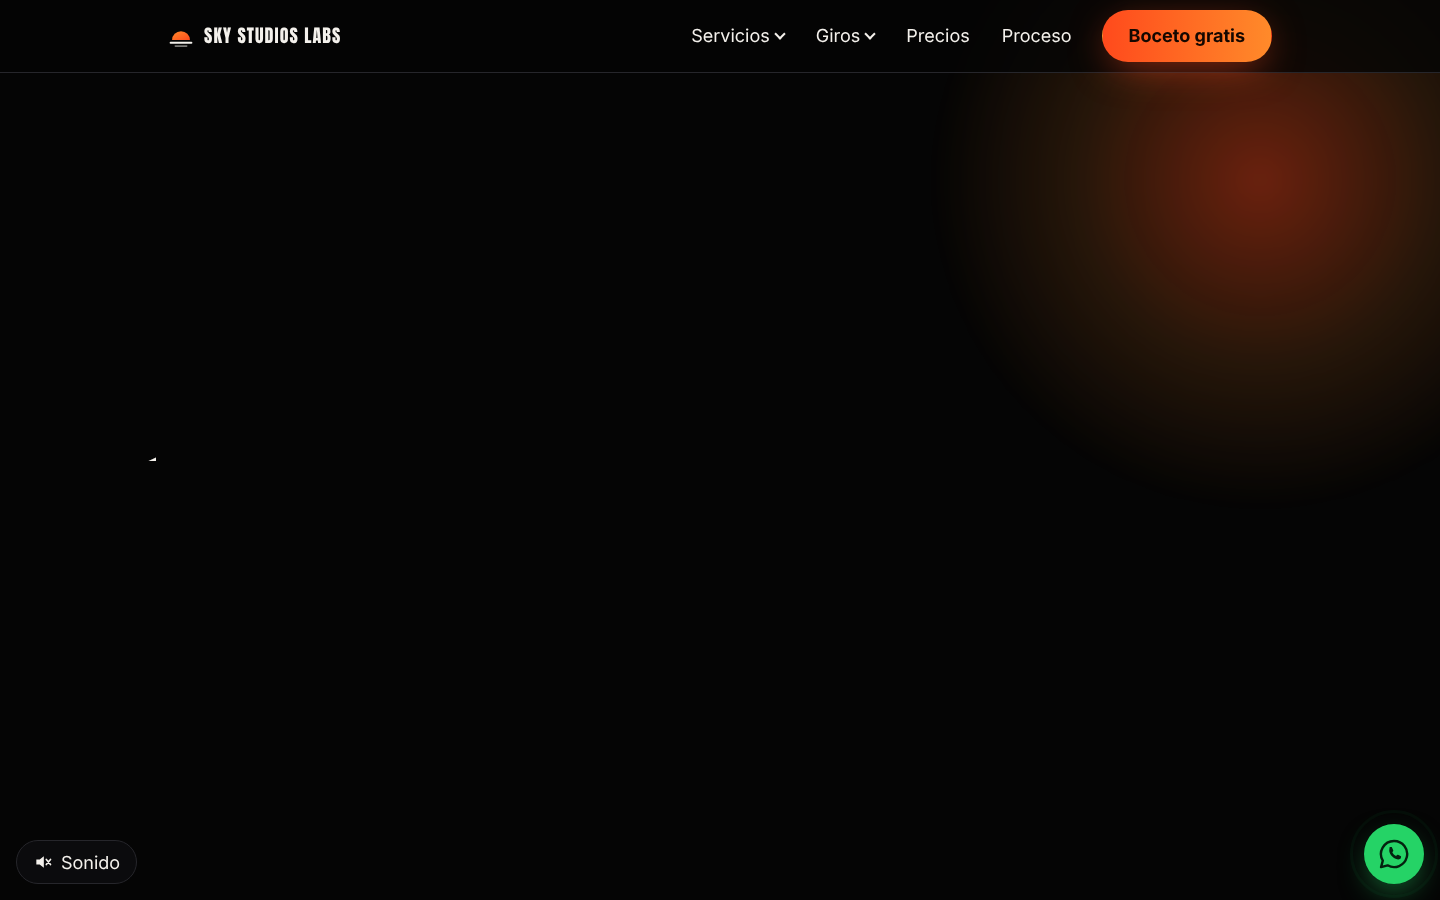 SKY STUDIOS LABS
Servicios
Giros
Precios
Proceso
Boceto gratis
Sonido